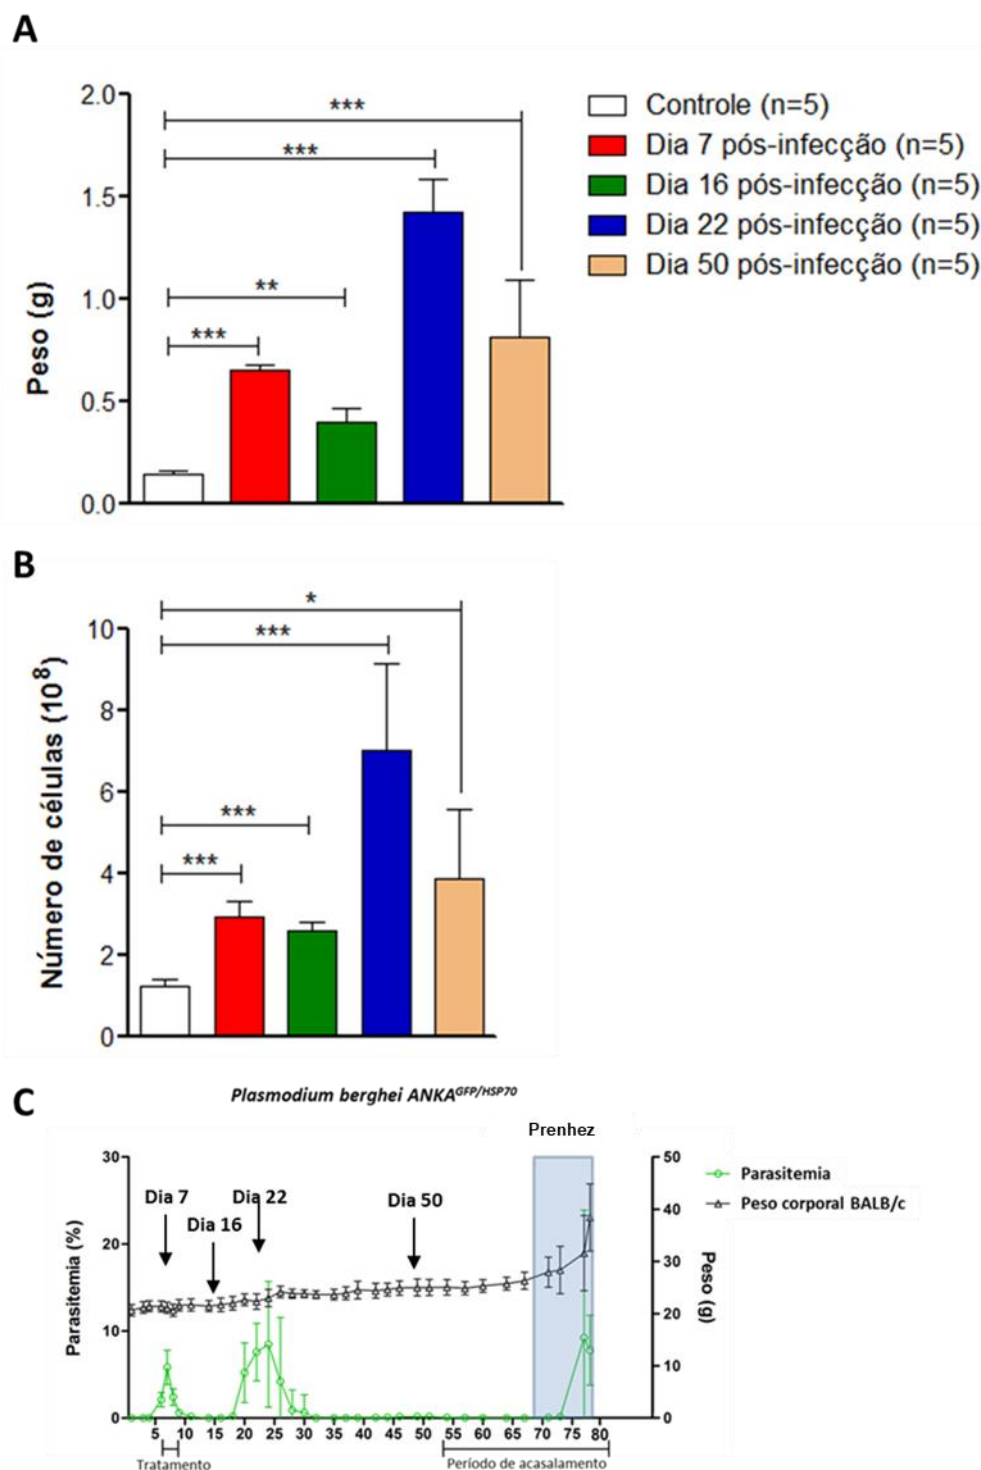 A
2.0
1.5
1.0
0.5
0.0
Peso (g)
***
***
**
***
Controle (n=5)
Dia 7 pós-infecção (n=5)
Dia 16 pós-infecção (n=5)
Dia 22 pós-infecção (n=5)
Dia 50 pós-infecção (n=5)
B
10
8
6
4
2
0
Número de células (10⁸)
*
***
***
***
C
Plasmodium berghei ANKAᴳᶠᴾ/ᴴˢᴾ⁷⁰
Prenhez
30
20
10
0
Parasitemia (%)
Dia 7
Dia 16
Dia 22
Dia 50
50
40
30
20
10
0
Peso (g)
Parasitemia
Peso corporal BALB/c
5 10 15 20 25 30 35 40 45 50 55 60 65 70 75 80
Tratamento
Período de acasalamento